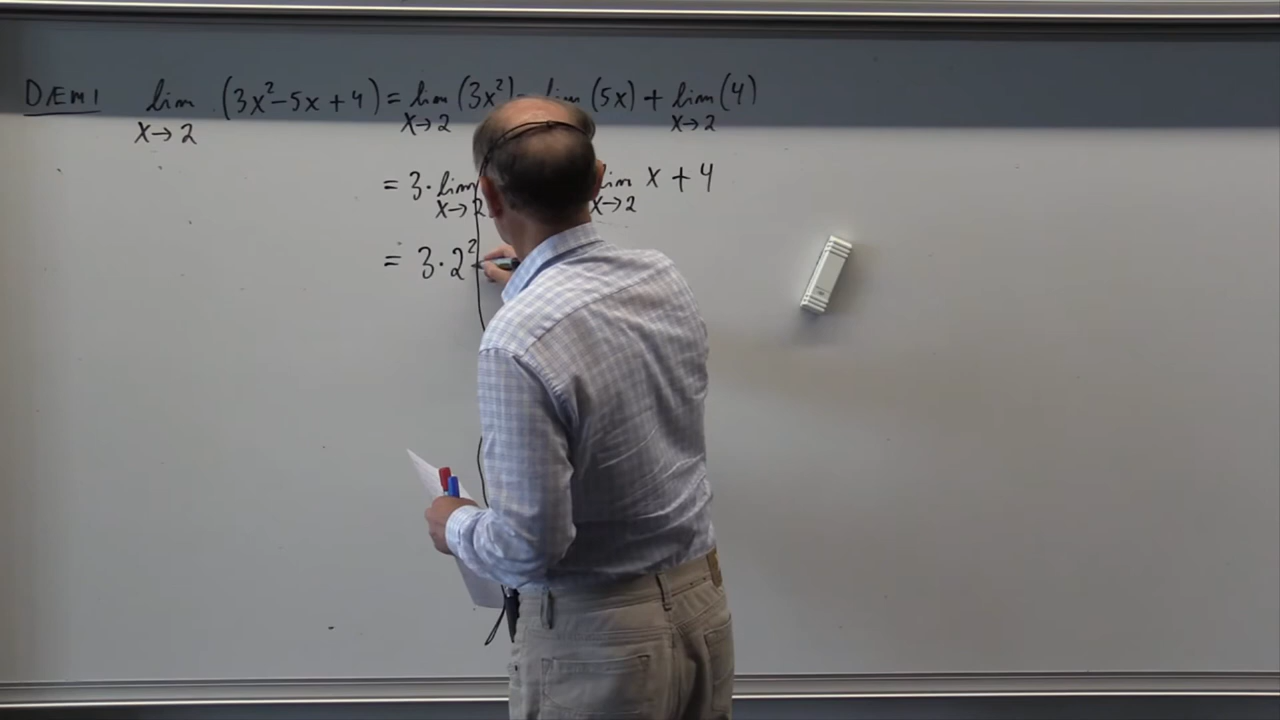 DÆMI lim (3x²-5x+4) = lim (3x²) - lim (5x) + lim (4)
x→2 x→2 x→2
= 3·lim lim x + 4
x→2 x→2
= 3·2²